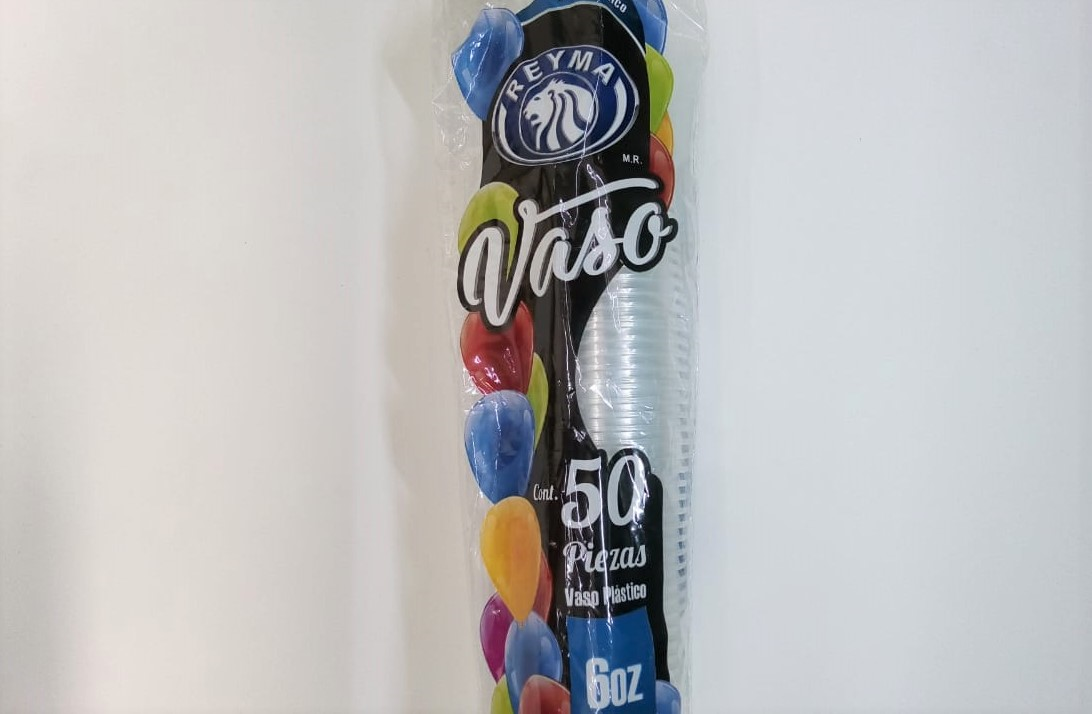 REYMA
M.R.
Vaso
Cont. 50
Piezas
Vaso Plástico
6oz